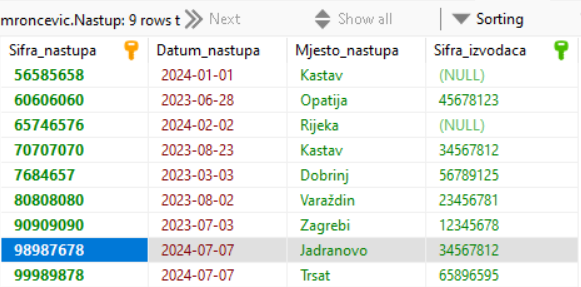 mroncevic.Nastup: 9 rows t Next Show all Sorting
Sifra_nastupa Datum_nastupa Mjesto_nastupa Sifra_izvodaca
56585658 2024-01-01 Kastav (NULL)
60606060 2023-06-28 Opatija 45678123
65746576 2024-02-02 Rijeka (NULL)
70707070 2023-08-23 Kastav 34567812
7684657 2023-03-03 Dobrinj 56789125
80808080 2023-08-02 Varaždin 23456781
90909090 2023-07-03 Zagrebi 12345678
98987678 2024-07-07 Jadranovo 34567812
99989878 2024-07-07 Trsat 65896595